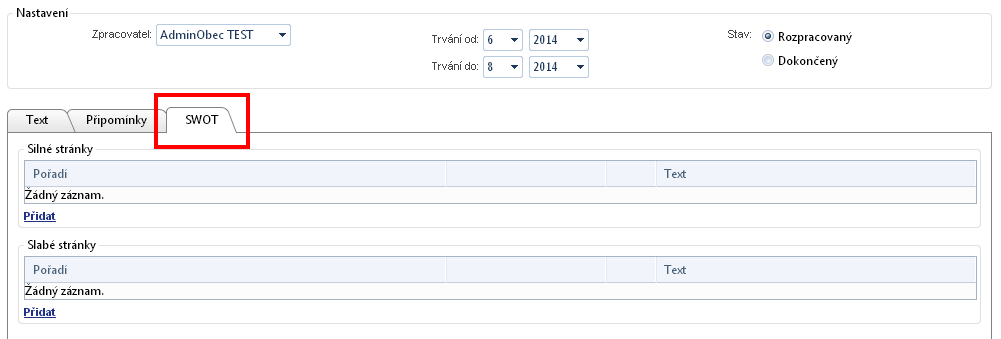 Nastavení
Zpracovatel: AdminObec TEST Trvání od: 6 2014 Stav: Rozpracovaný
Trvání do: 8 2014 Dokončený
Text Připomínky SWOT
Silné stránky
Pořadí Text
Žádný záznam.
Přidat
Slabé stránky
Pořadí Text
Žádný záznam.
Přidat